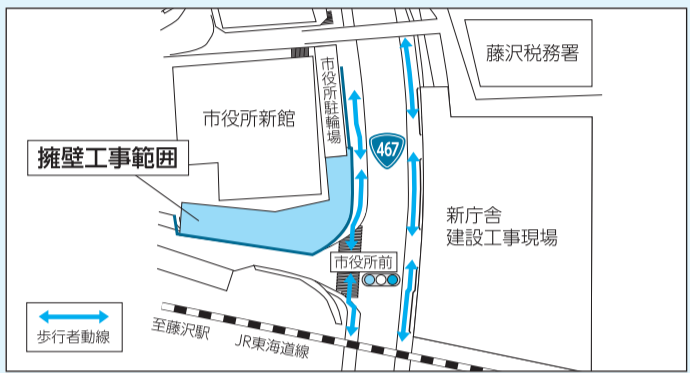 藤沢税務署
市役所駐輪場
市役所新館
467
擁壁工事範囲
新庁舎
建設工事現場
市役所前
歩行者動線
至藤沢駅
JR東海道線